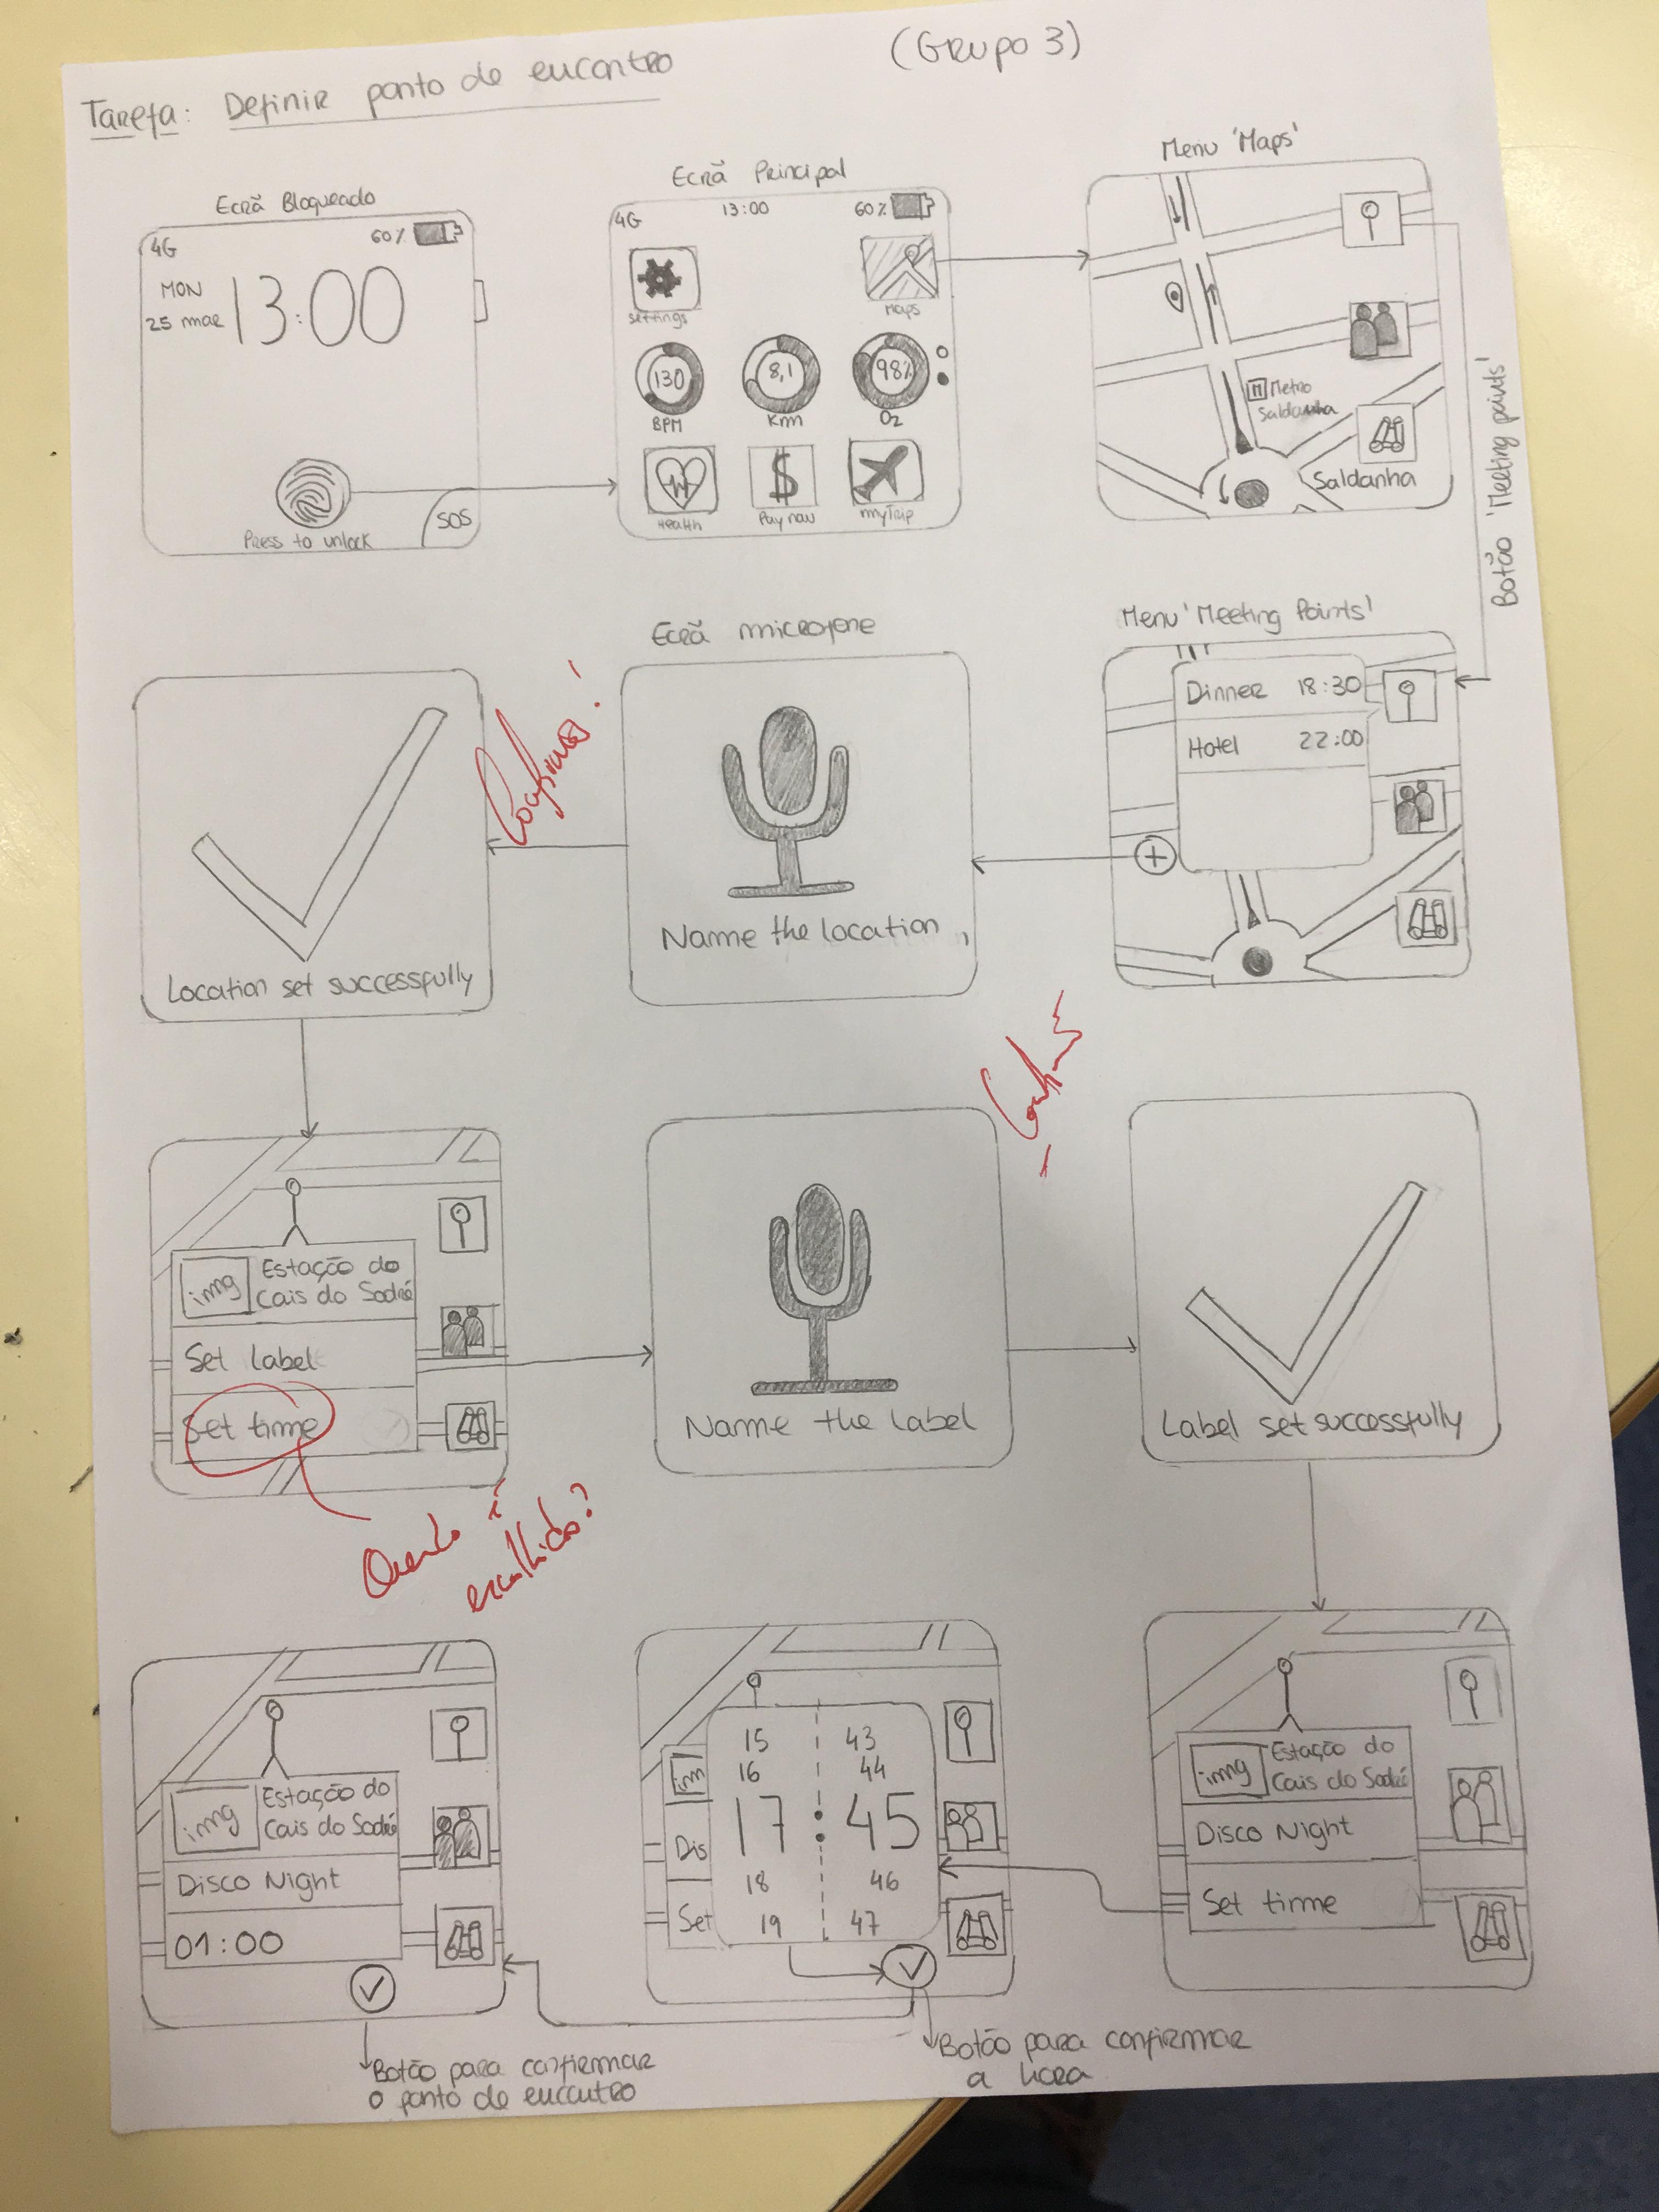 Tarefa: Definir ponto de encontro
(Grupo 3)
Ecrã Bloqueado
4G
60%
MON
25 mar
13:00
Press to unlock
SOS
Ecrã Principal
4G 13:00 60%
Settings
Maps
130
BPM
8,1
Km
98%
O2
Health
Pay now
myTrip
Menu 'Maps'
M Metro
Saldanha
Saldanha
Botão 'Meeting points'
Menu 'Meeting Points'
Dinner 18:30
Hotel 22:00
+
Ecrã microfone
Name the location
Location set successfully
Estação do
img Cais do Sodré
Set label
Set time
Quando é
escolhido?
Name the label
Label set successfully
Estação do
img Cais do Sodré
Disco Night
Set time
15 43
16 44
im
17:45
Dis
18 46
Set
19 47
Botão para confirmar
a hora
Estação do
img Cais do Sodré
Disco Night
01:00
Botão para confirmar
o ponto de encontro